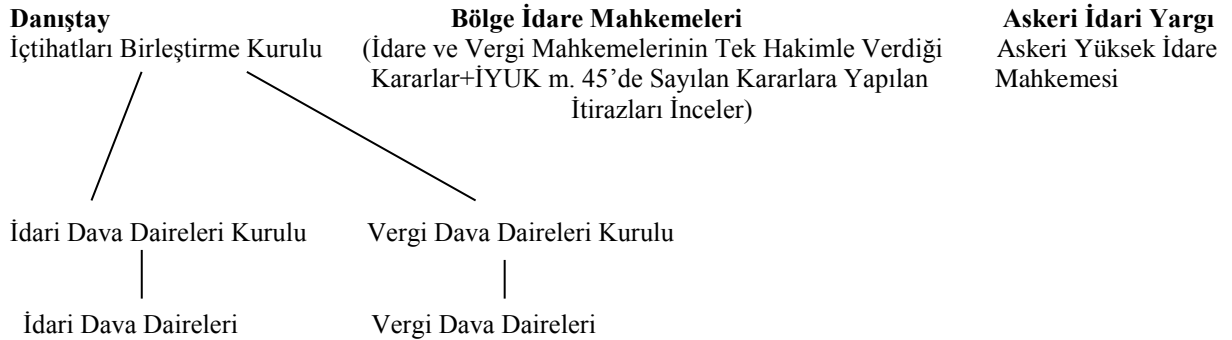 Danıştay Bölge İdare Mahkemeleri Askeri İdari Yargı
İçtihatları Birleştirme Kurulu (İdare ve Vergi Mahkemelerinin Tek Hakimle Verdiği Askeri Yüksek İdare
Kararlar+İYUK m. 45’de Sayılan Kararlara Yapılan Mahkemesi
İtirazları İnceler)
İdari Dava Daireleri Kurulu Vergi Dava Daireleri Kurulu
İdari Dava Daireleri Vergi Dava Daireleri